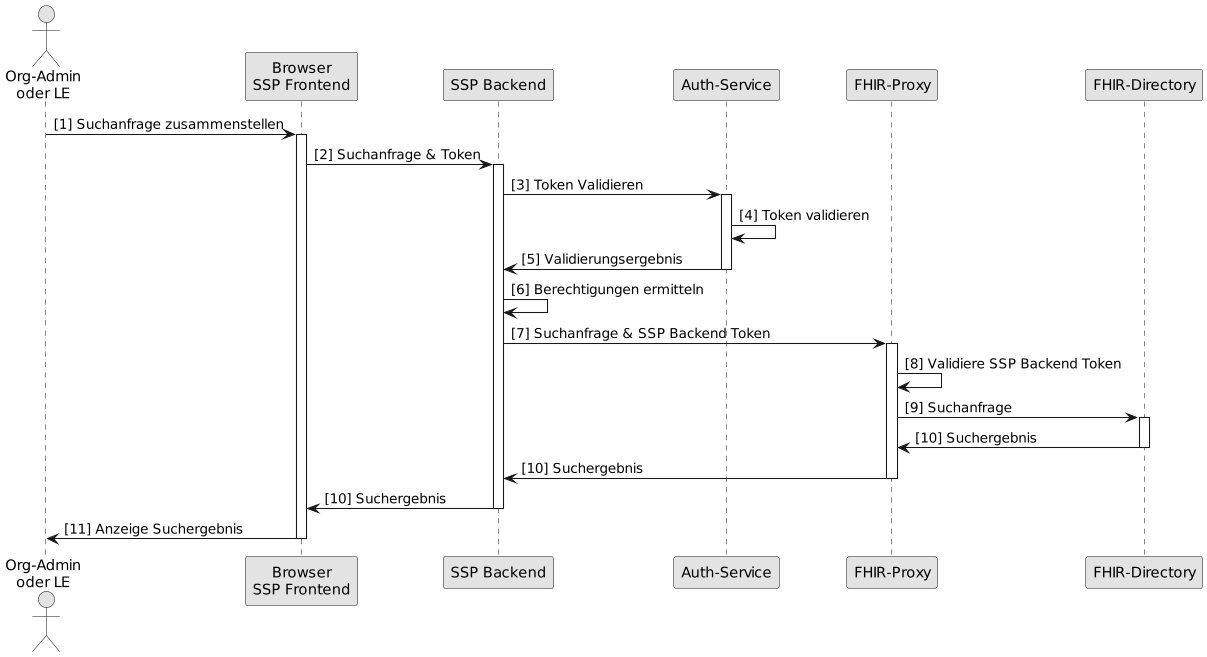 Org-Admin
oder LE
Browser
SSP Frontend
SSP Backend
Auth-Service
FHIR-Proxy
FHIR-Directory
[1] Suchanfrage zusammenstellen
[2] Suchanfrage & Token
[3] Token Validieren
[4] Token validieren
[5] Validierungsergebnis
[6] Berechtigungen ermitteln
[7] Suchanfrage & SSP Backend Token
[8] Validiere SSP Backend Token
[9] Suchanfrage
[10] Suchergebnis
[10] Suchergebnis
[10] Suchergebnis
[11] Anzeige Suchergebnis
Org-Admin
oder LE
Browser
SSP Frontend
SSP Backend
Auth-Service
FHIR-Proxy
FHIR-Directory